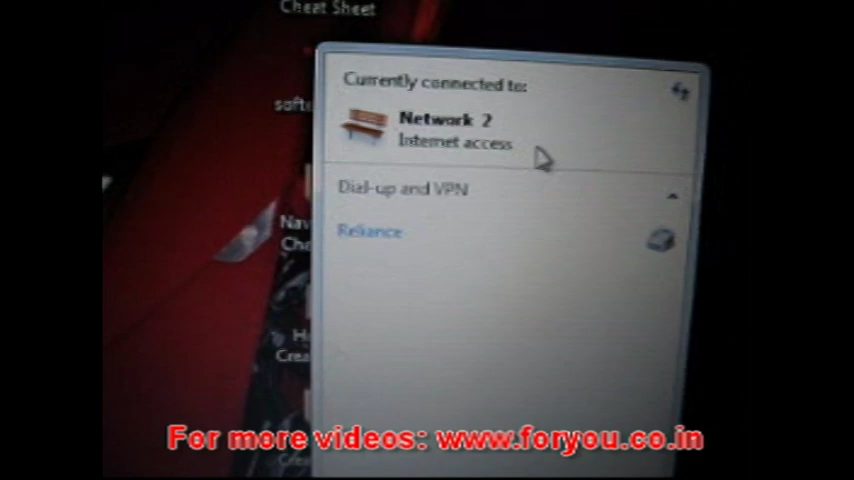 Cheat Sheet
Currently connected to:
Network 2
Internet access
Dial-up and VPN
Reliance
For more videos: www.foryou.co.in